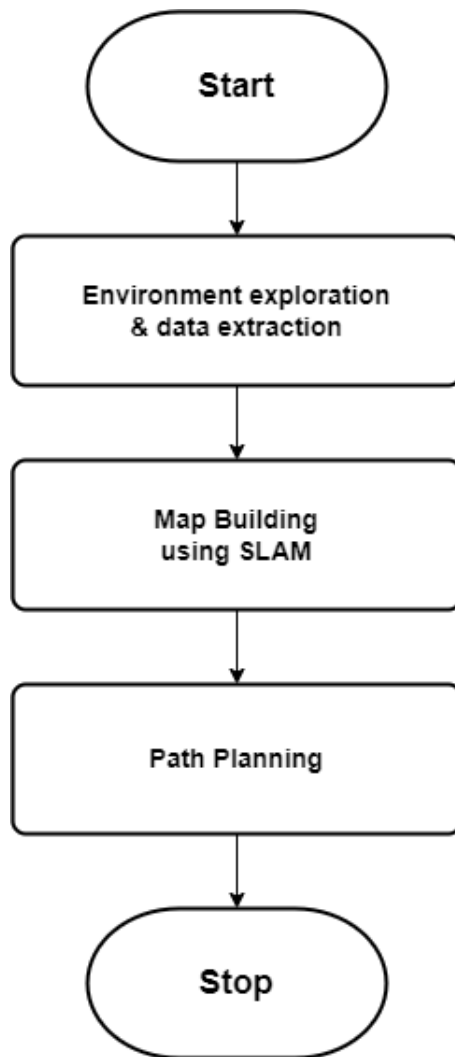 Start
Environment exploration
& data extraction
Map Building
using SLAM
Path Planning
Stop